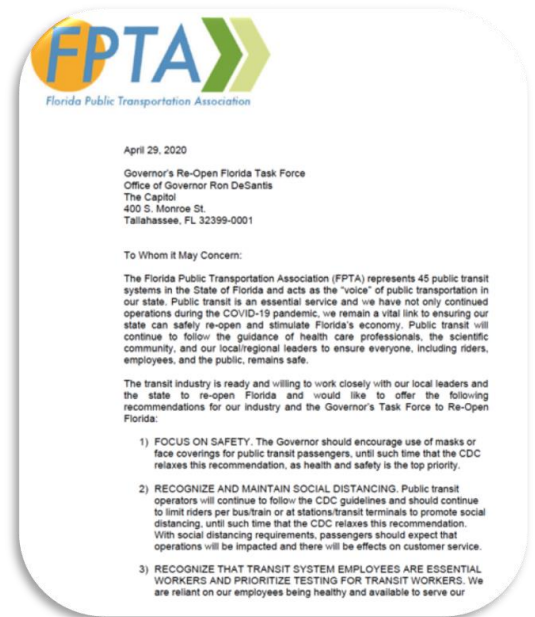 FPTA
Florida Public Transportation Association
April 29, 2020
Governor's Re-Open Florida Task Force
Office of Governor Ron DeSantis
The Capitol
400 S. Monroe St.
Tallahassee, FL 32399-0001
To Whom it May Concern:
The Florida Public Transportation Association (FPTA) represents 45 public transit
systems in the State of Florida and acts as the "voice" of public transportation in
our state. Public transit is an essential service and we have not only continued
operations during the COVID-19 pandemic, we remain a vital link to ensuring our
state can safely re-open and stimulate Florida's economy. Public transit will
continue to follow the guidance of health care professionals, the scientific
community, and our local/regional leaders to ensure everyone, including riders,
employees, and the public, remains safe.
The transit industry is ready and willing to work closely with our local leaders and
the state to re-open Florida and would like to offer the following
recommendations for our industry and the Governor's Task Force to Re-Open
Florida:
1) FOCUS ON SAFETY. The Governor should encourage use of masks or
face coverings for public transit passengers, until such time that the CDC
relaxes this recommendation, as health and safety is the top priority.
2) RECOGNIZE AND MAINTAIN SOCIAL DISTANCING. Public transit
operators will continue to follow the CDC guidelines and should continue
to limit riders per bus/train or at stations/transit terminals to promote social
distancing, until such time that the CDC relaxes this recommendation.
With social distancing requirements, passengers should expect that
operations will be impacted and there will be effects on customer service.
3) RECOGNIZE THAT TRANSIT SYSTEM EMPLOYEES ARE ESSENTIAL
WORKERS AND PRIORITIZE TESTING FOR TRANSIT WORKERS. We
are reliant on our employees being healthy and available to serve our